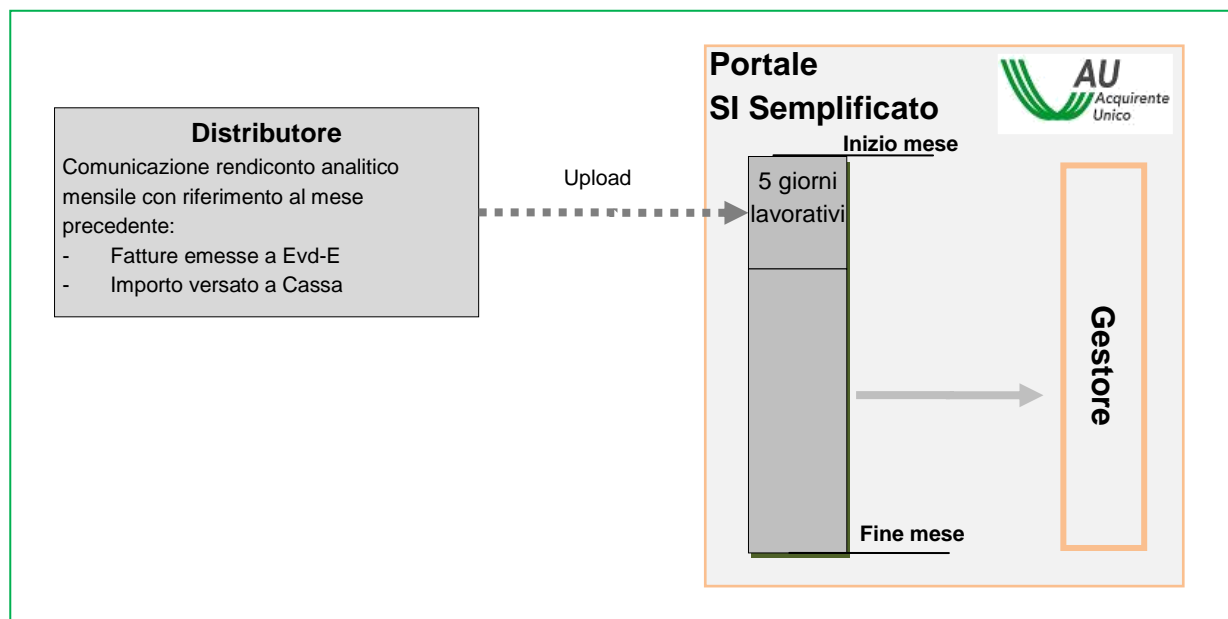 Distributore
Comunicazione rendiconto analitico
mensile con riferimento al mese
precedente:
- Fatture emesse a Evd-E
- Importo versato a Cassa
Upload
Portale
SI Semplificato
AU
Acquirente
Unico
Inizio mese
5 giorni
lavorativi
Fine mese
Gestore